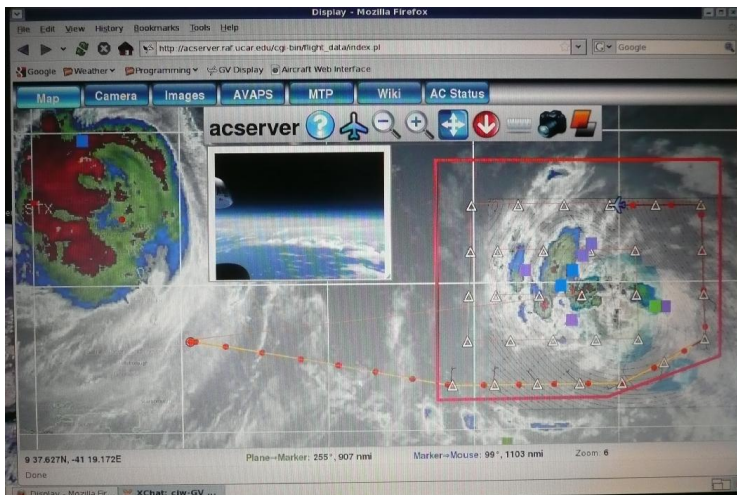 Display - Mozilla Firefox
File Edit View History Bookmarks Tools Help
http://acserver.raf.ucar.edu/cgi-bin/flight_data/index.pl
Google
Google Weather Programming GV Display Aircraft Web Interface
Map Camera Images AVAPS MTP Wiki AC Status
acserver
STX
9 37.627N, -41 19.172E Plane→Marker: 255°, 907 nmi Marker→Mouse: 99°, 1103 nmi Zoom: 6
Done
Display - Mozilla Fir... XChat: cjw-GV ...